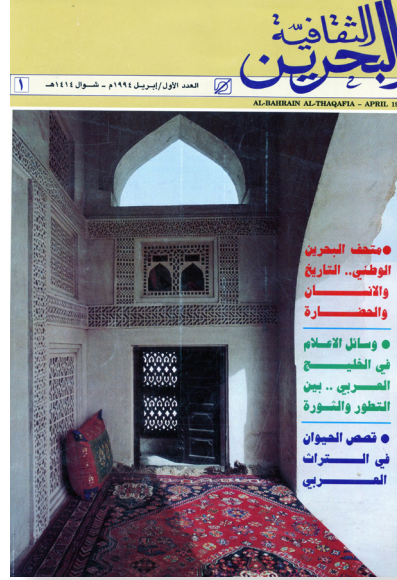 الثقافية
البحرين
العدد الأول/إبريل ١٩٩٤م - شوال ١٤١٤هـ
١
AL-BAHRAIN AL-THAQAFIA - APRIL 19
● متحف البحرين
الوطني.. التاريخ
والانسان
والحضارة
● وسائل الاعلام
في الخليج
العربي .. بين
التطور والثورة
● قصص الحيوان
في التراث
العربي